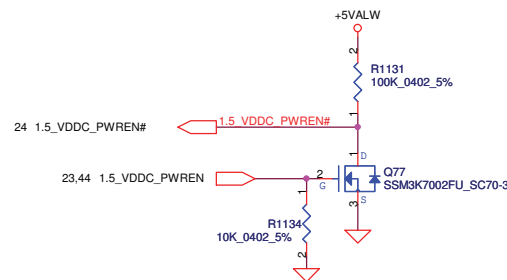 +5VALW
2
R1131
100K_0402_5%
1
24 1.5_VDDC_PWREN#
1.5_VDDC_PWREN#
1
D
23,44 1.5_VDDC_PWREN
2
G
Q77
SSM3K7002FU_SC70-3
S
3
1
R1134
10K_0402_5%
2